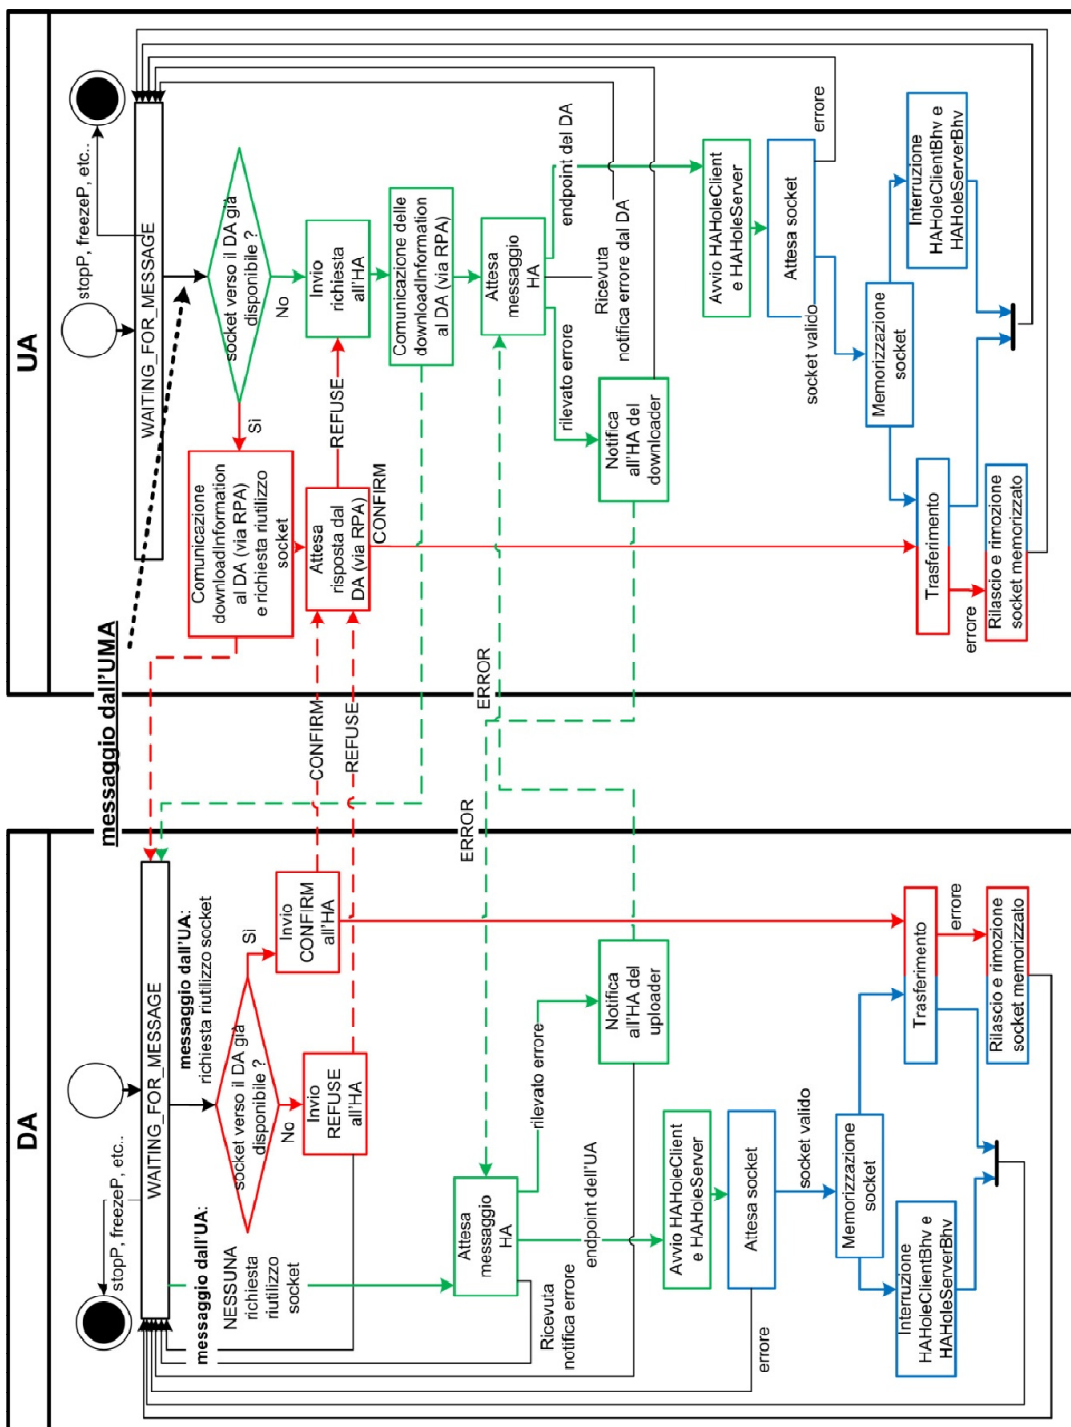 DA
stopP, freezeP, etc..
WAITING_FOR_MESSAGE
messaggio dall'UA:
NESSUNA
richiesta
riutilizzo
socket
messaggio dall'UA:
richiesta riutilizzo socket
socket verso il DA già
disponibile ?
No
Si
Invio
REFUSE
all'HA
Invio
CONFIRM
all'HA
Attesa
messaggio
HA
Ricevuta
notifica errore
rilevato errore
endpoint dell'UA
Notifica
all'HA del
uploader
Avvio HAHoleClient
e HAHoleServer
Attesa socket
errore
socket valido
Memorizzazione
socket
Interruzione
HAHoleClientBhv e
HAHoleServerBhv
Trasferimento
errore
Rilascio e rimozione
socket memorizzato
messaggio dall'UMA
CONFIRM
REFUSE
ERROR
ERROR
UA
stopP, freezeP, etc..
WAITING_FOR_MESSAGE
socket verso il DA già
disponibile ?
Si
No
Comunicazione
downloadInformation
al DA (via RPA)
e richiesta riutilizzo
socket
Invio
richiesta
all'HA
Attesa
risposta dal
DA (via RPA)
REFUSE
CONFIRM
Comunicazione delle
downloadInformation
al DA (via RPA)
Attesa
messaggio
HA
rilevato errore
endpoint del DA
Ricevuta
notifica errore dal DA
Notifica
all'HA del
downloader
Avvio HAHoleClient
e HAHoleServer
Attesa socket
socket valido
errore
Memorizzazione
socket
Trasferimento
Interruzione
HAHoleClientBhv e
HAHoleServerBhv
errore
Rilascio e rimozione
socket memorizzato